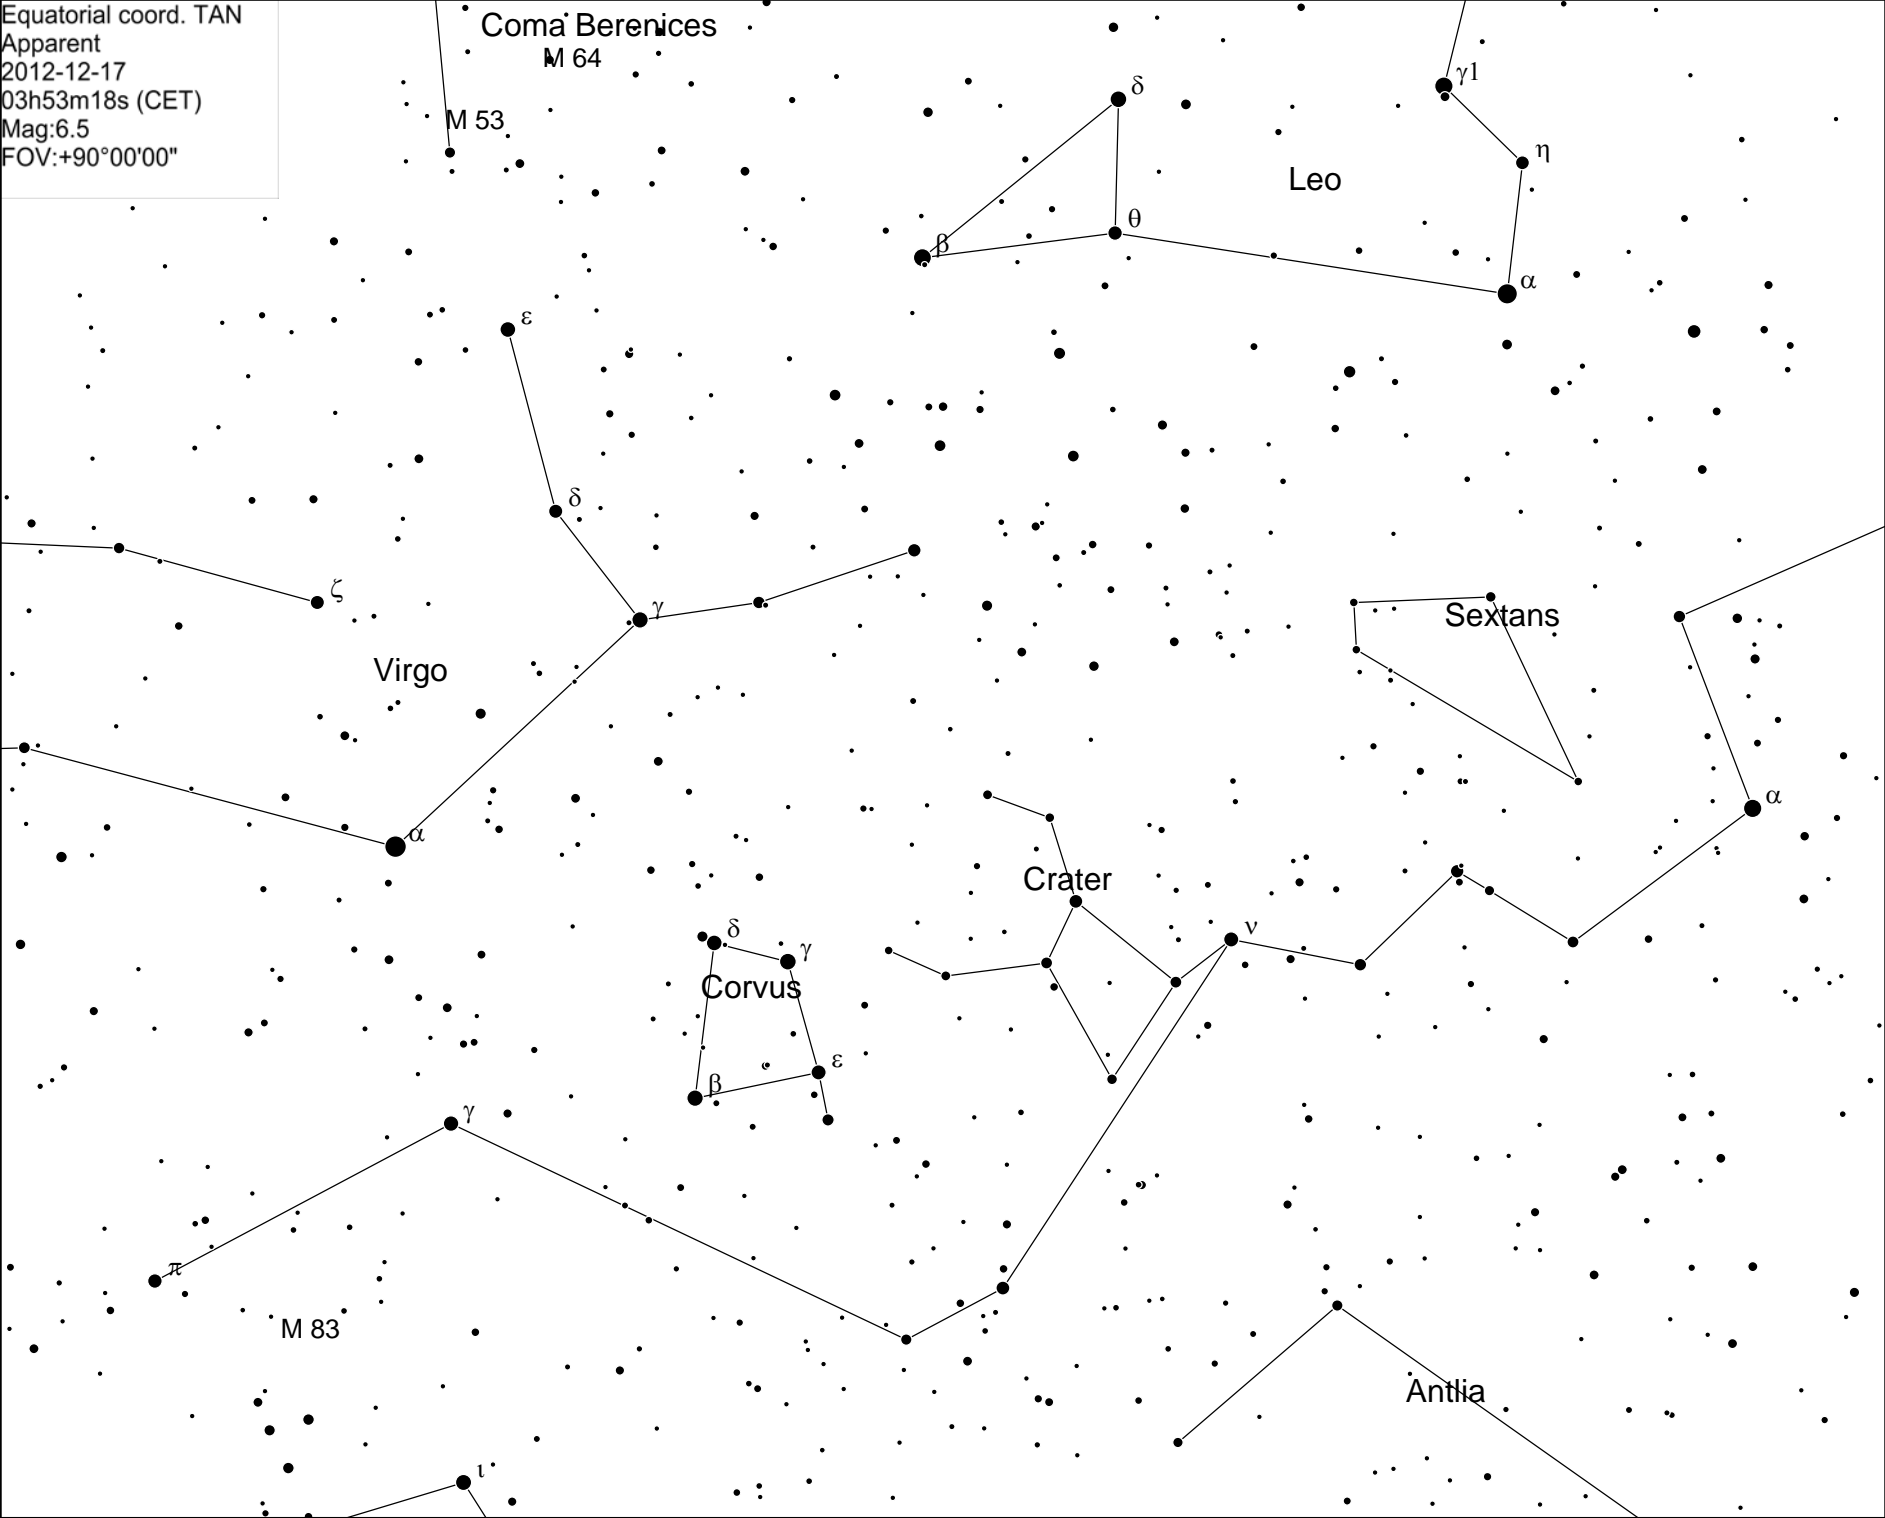 Equatorial coord. TAN
Apparent
2012-12-17
03h53m18s (CET)
Mag:6.5
FOV:+90°00'00"
Coma Berenices
M 64
γ1
δ
M 53
η
Leo
θ
β
α
ε
δ
ζ
γ
Sextans
Virgo
α
α
Crater
δ
ν
γ
Corvus
ε
β
γ
π
M 83
Antlia
ι